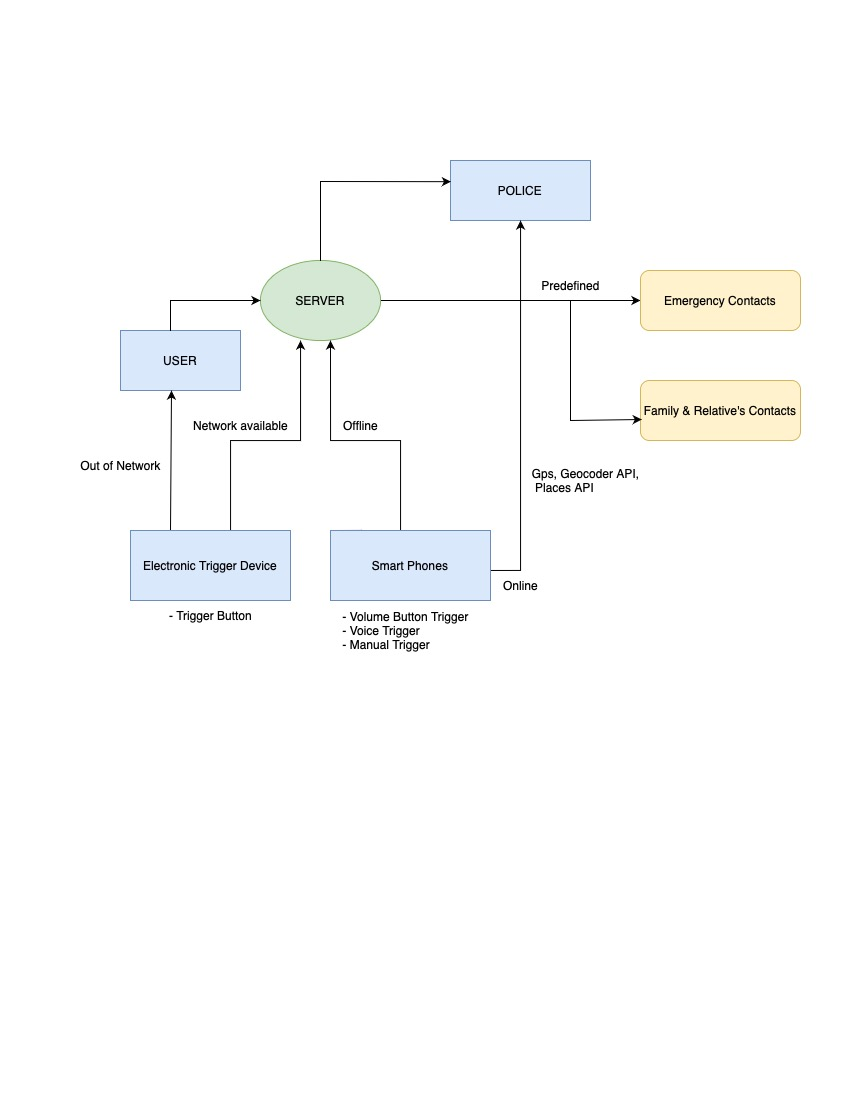 POLICE
Predefined
SERVER
Emergency Contacts
USER
Family & Relative's Contacts
Network available
Offline
Out of Network
Gps, Geocoder API,
Places API
Electronic Trigger Device
Smart Phones
Online
- Trigger Button
- Volume Button Trigger
- Voice Trigger
- Manual Trigger